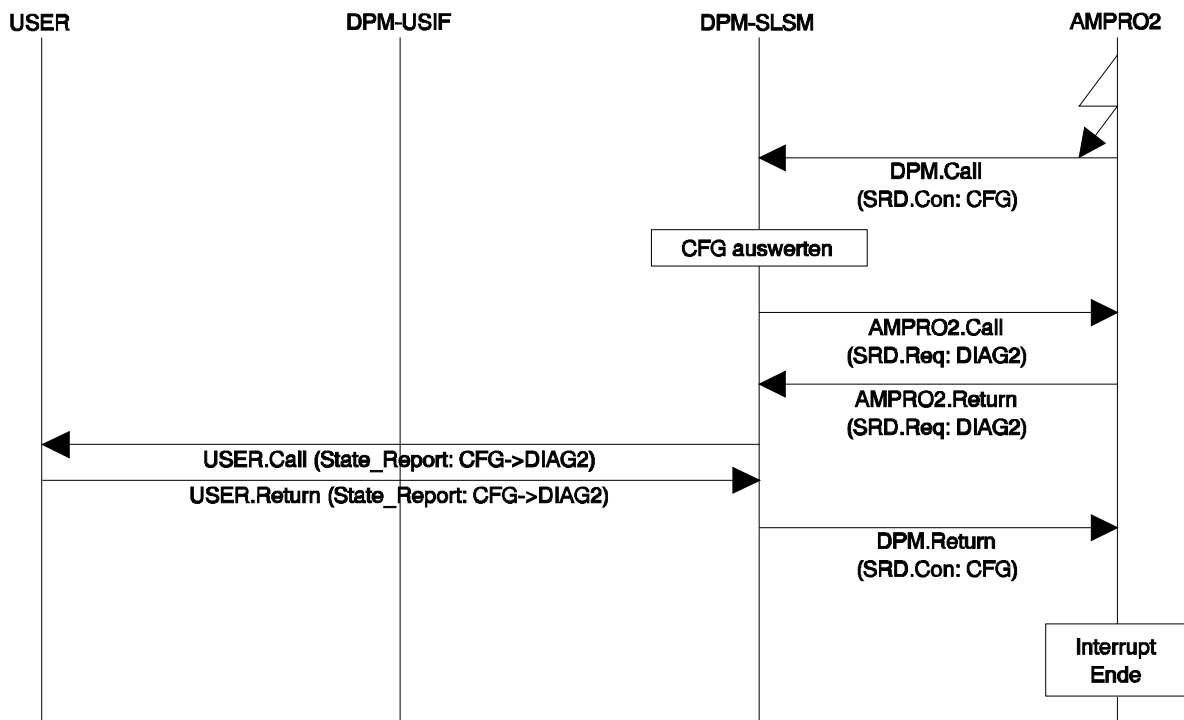 USER
DPM-USIF
DPM-SLSM
AMPRO2
DPM.Call
(SRD.Con: CFG)
CFG auswerten
AMPRO2.Call
(SRD.Req: DIAG2)
AMPRO2.Return
(SRD.Req: DIAG2)
USER.Call (State_Report: CFG->DIAG2)
USER.Return (State_Report: CFG->DIAG2)
DPM.Return
(SRD.Con: CFG)
Interrupt
Ende